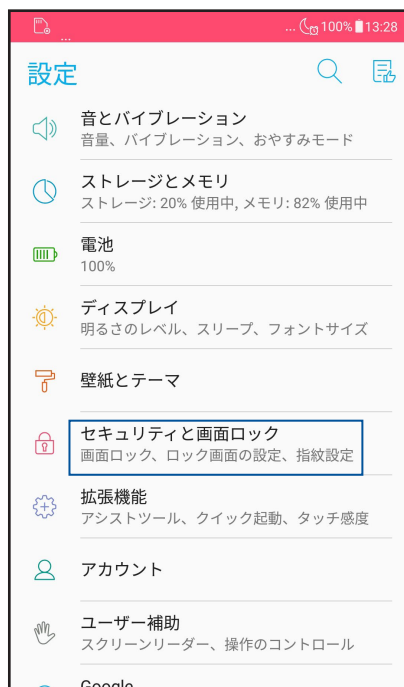 ... 100% 13:28
...
設定
音とバイブレーション
音量、バイブレーション、おやすみモード
ストレージとメモリ
ストレージ: 20% 使用中, メモリ: 82% 使用中
電池
100%
ディスプレイ
明るさのレベル、スリープ、フォントサイズ
壁紙とテーマ
セキュリティと画面ロック
画面ロック、ロック画面の設定、指紋設定
拡張機能
アシストツール、クイック起動、タッチ感度
アカウント
ユーザー補助
スクリーンリーダー、操作のコントロール
Google